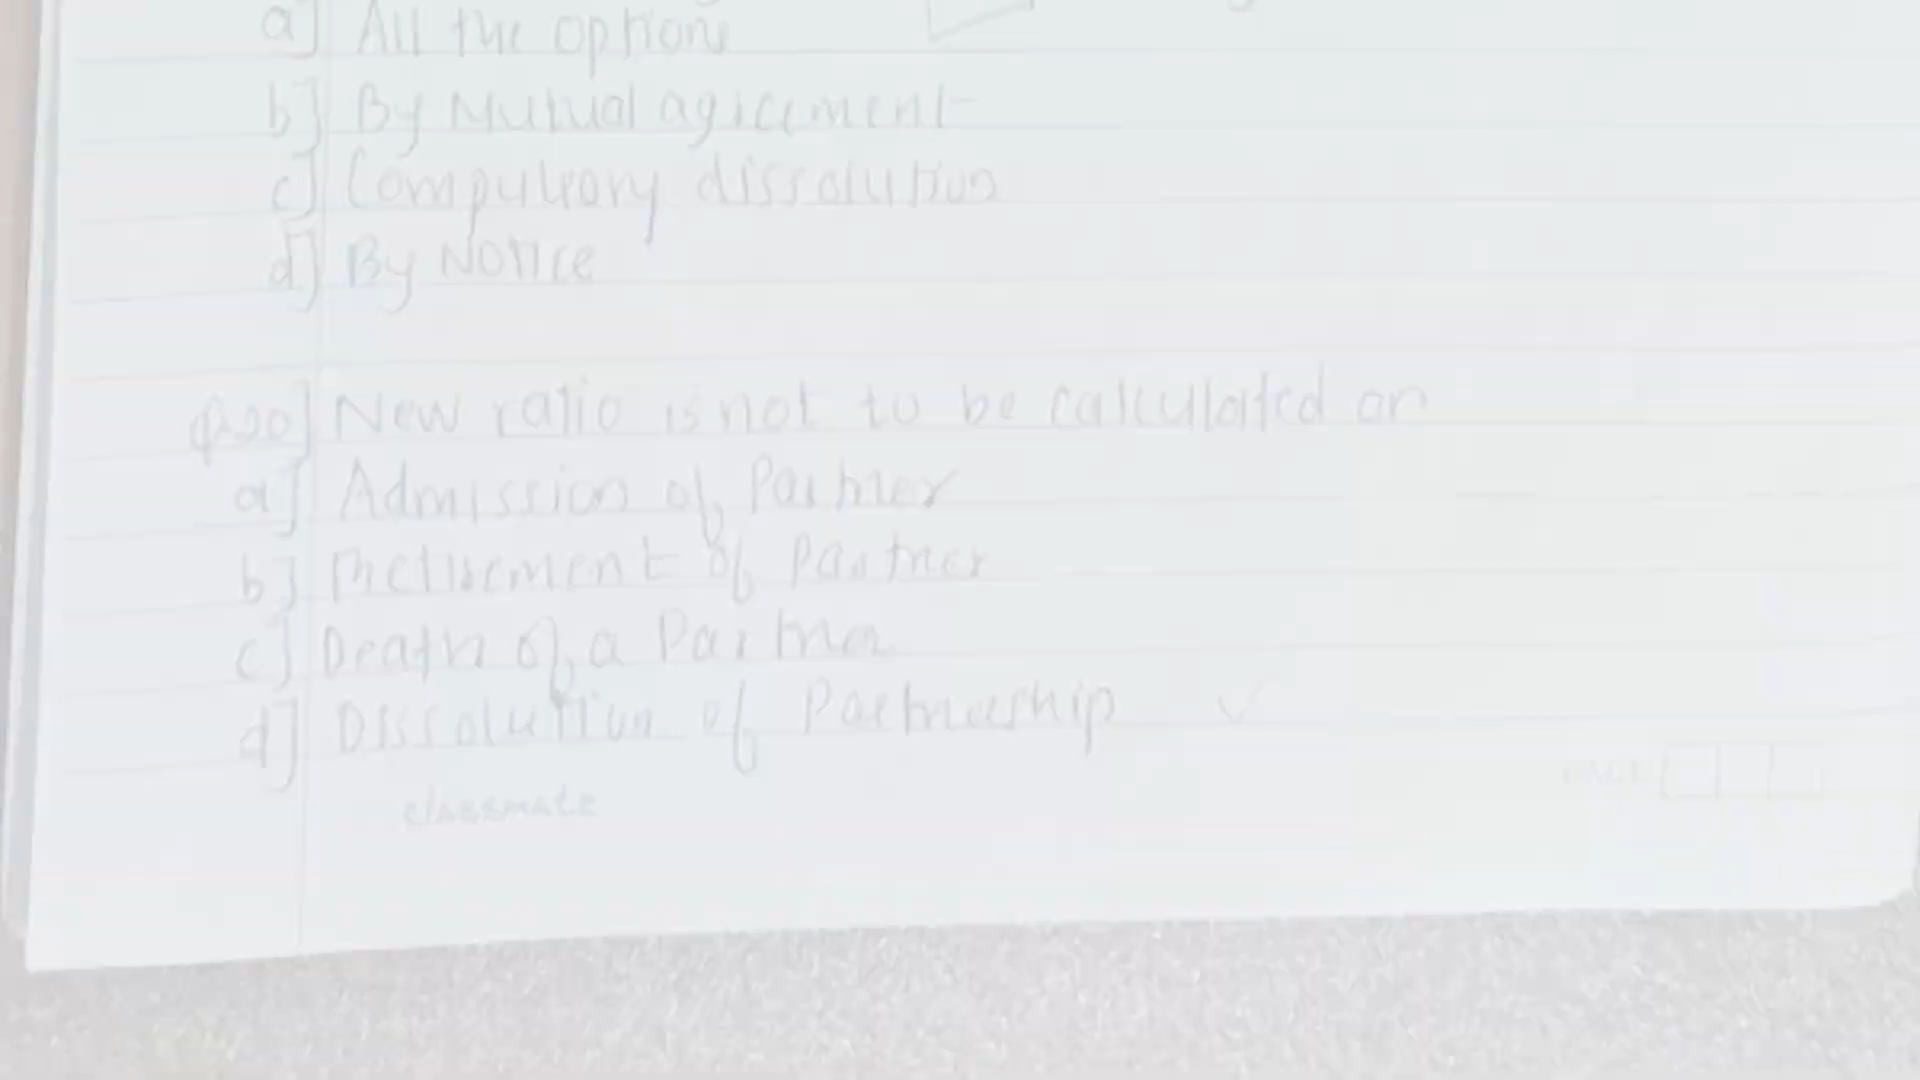 a] All the options
b] By Mutual agreement
c] Compulsory dissolution
d] By Notice
Q20] New ratio is not to be calculated on
a] Admission of Partner
b] Retirement of Partner
c] Death of a Partner
d] Dissolution of Partnership ✓
classmate
PAGE